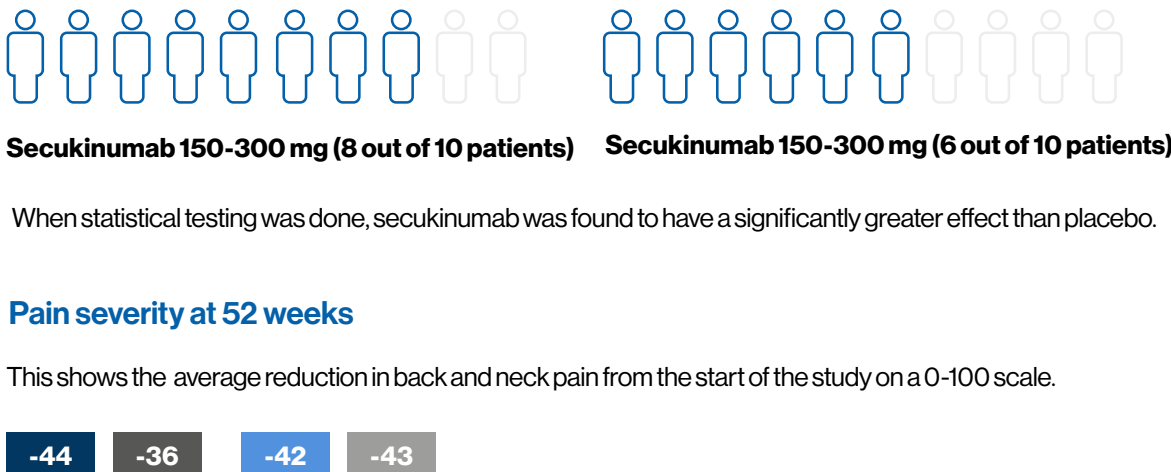 Secukinumab 150-300 mg (8 out of 10 patients)
Secukinumab 150-300 mg (6 out of 10 patients)
When statistical testing was done, secukinumab was found to have a significantly greater effect than placebo.
Pain severity at 52 weeks
This shows the average reduction in back and neck pain from the start of the study on a 0-100 scale.
-44 -36 -42 -43